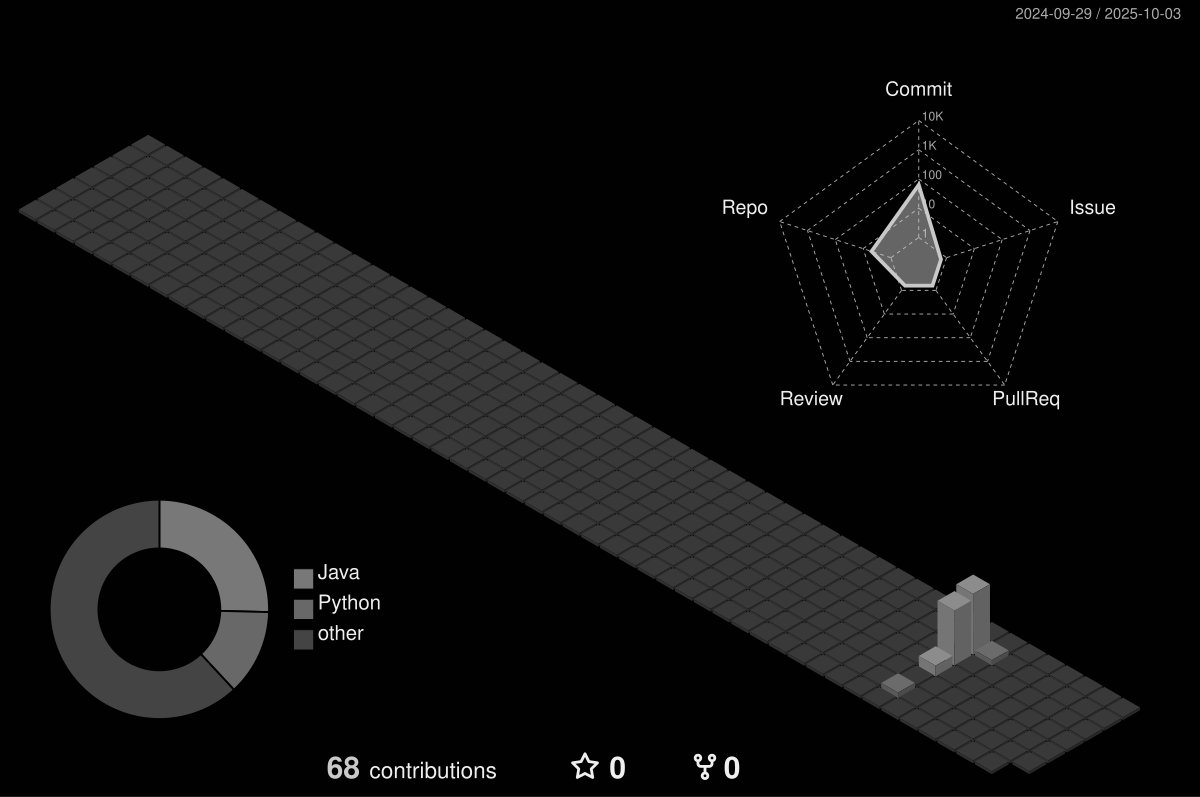 2024-09-29 / 2025-10-03
Commit
10K
1K
100
0
1
Repo
Issue
Review
PullReq
Java
Python
other
68 contributions
0
0